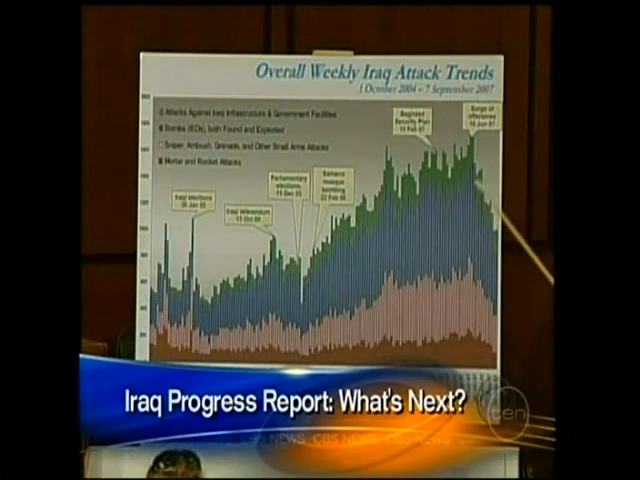 Overall Weekly Iraq Attack Trends
1 October 2004 – 7 September 2007
Attacks Against Iraqi Infrastructure & Government Facilities
Bombs (IEDs), both Found and Exploded
Sniper, Ambush, Grenade, and Other Small Arms Attacks
Mortar and Rocket Attacks
Baghdad
Security Plan
15 Feb 07
Surge of
offensives
15 Jun 07
Parliamentary
elections
15 Dec 05
Samarra
mosque
bombing
22 Feb 06
Iraqi elections
30 Jan 05
Iraqi referendum
15 Oct 05
Iraq Progress Report: What's Next?
ten
CBS NEWS CBS NEWS CBS NEWS